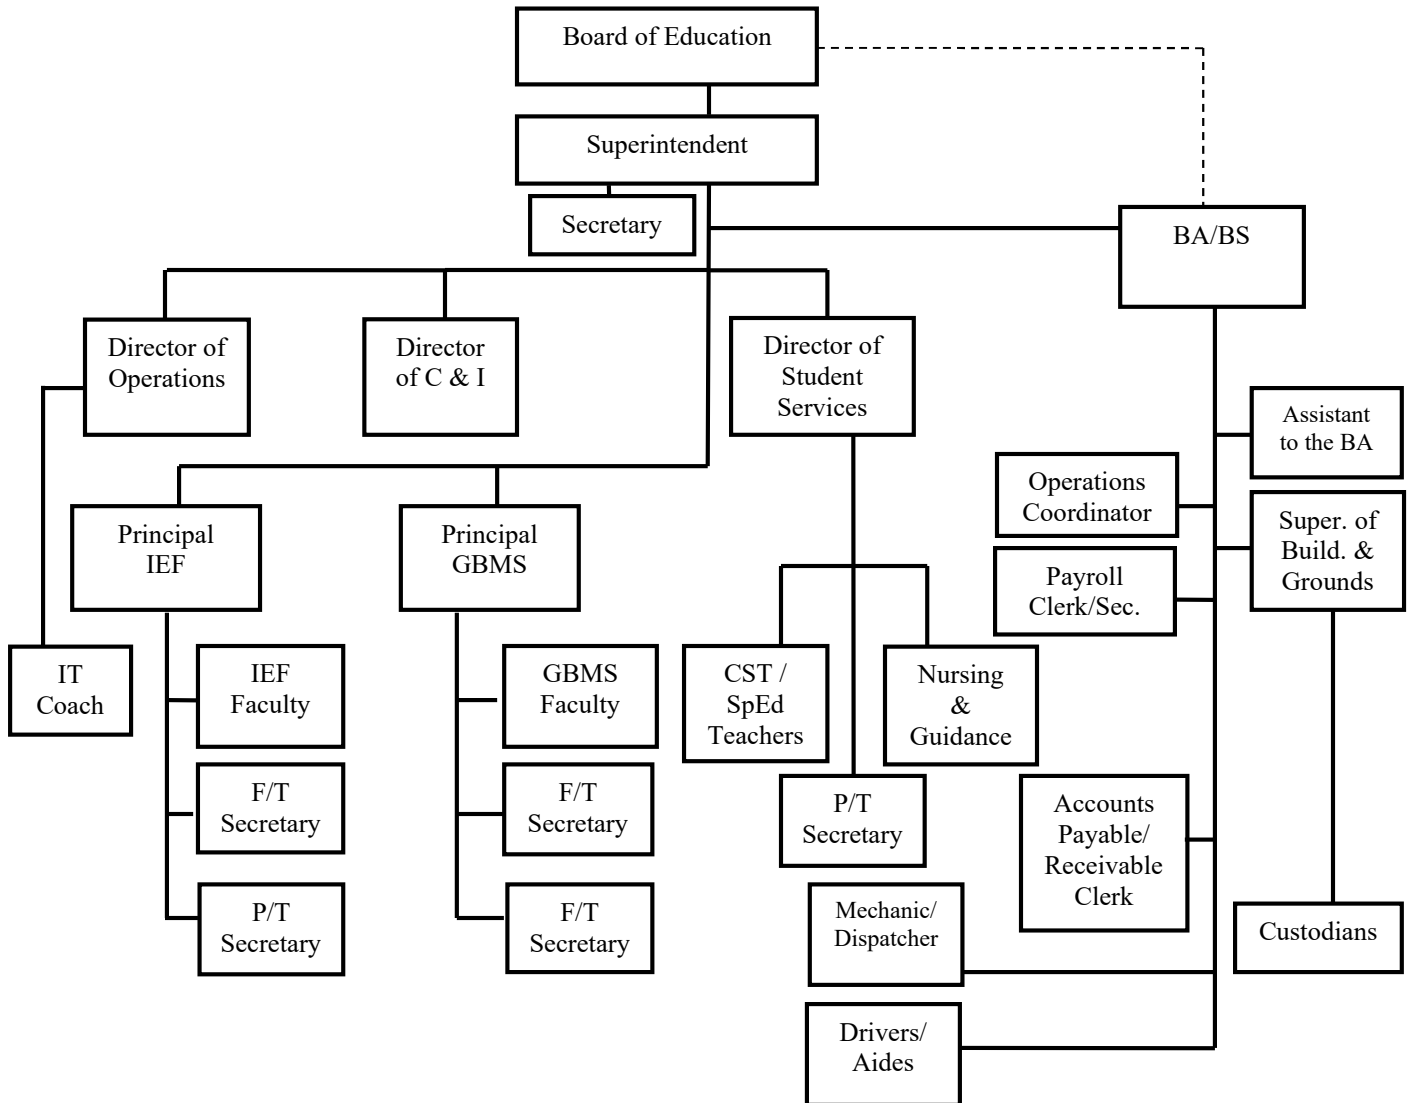 Board of Education
Superintendent
Secretary
BA/BS
Director of
Operations
Director
of C & I
Director of
Student
Services
Assistant
to the BA
Operations
Coordinator
Super. of
Build. &
Grounds
Principal
IEF
Principal
GBMS
Payroll
Clerk/Sec.
IT
Coach
IEF
Faculty
GBMS
Faculty
CST /
SpEd
Teachers
Nursing
&
Guidance
F/T
Secretary
F/T
Secretary
P/T
Secretary
Accounts
Payable/
Receivable
Clerk
P/T
Secretary
F/T
Secretary
Mechanic/
Dispatcher
Custodians
Drivers/
Aides